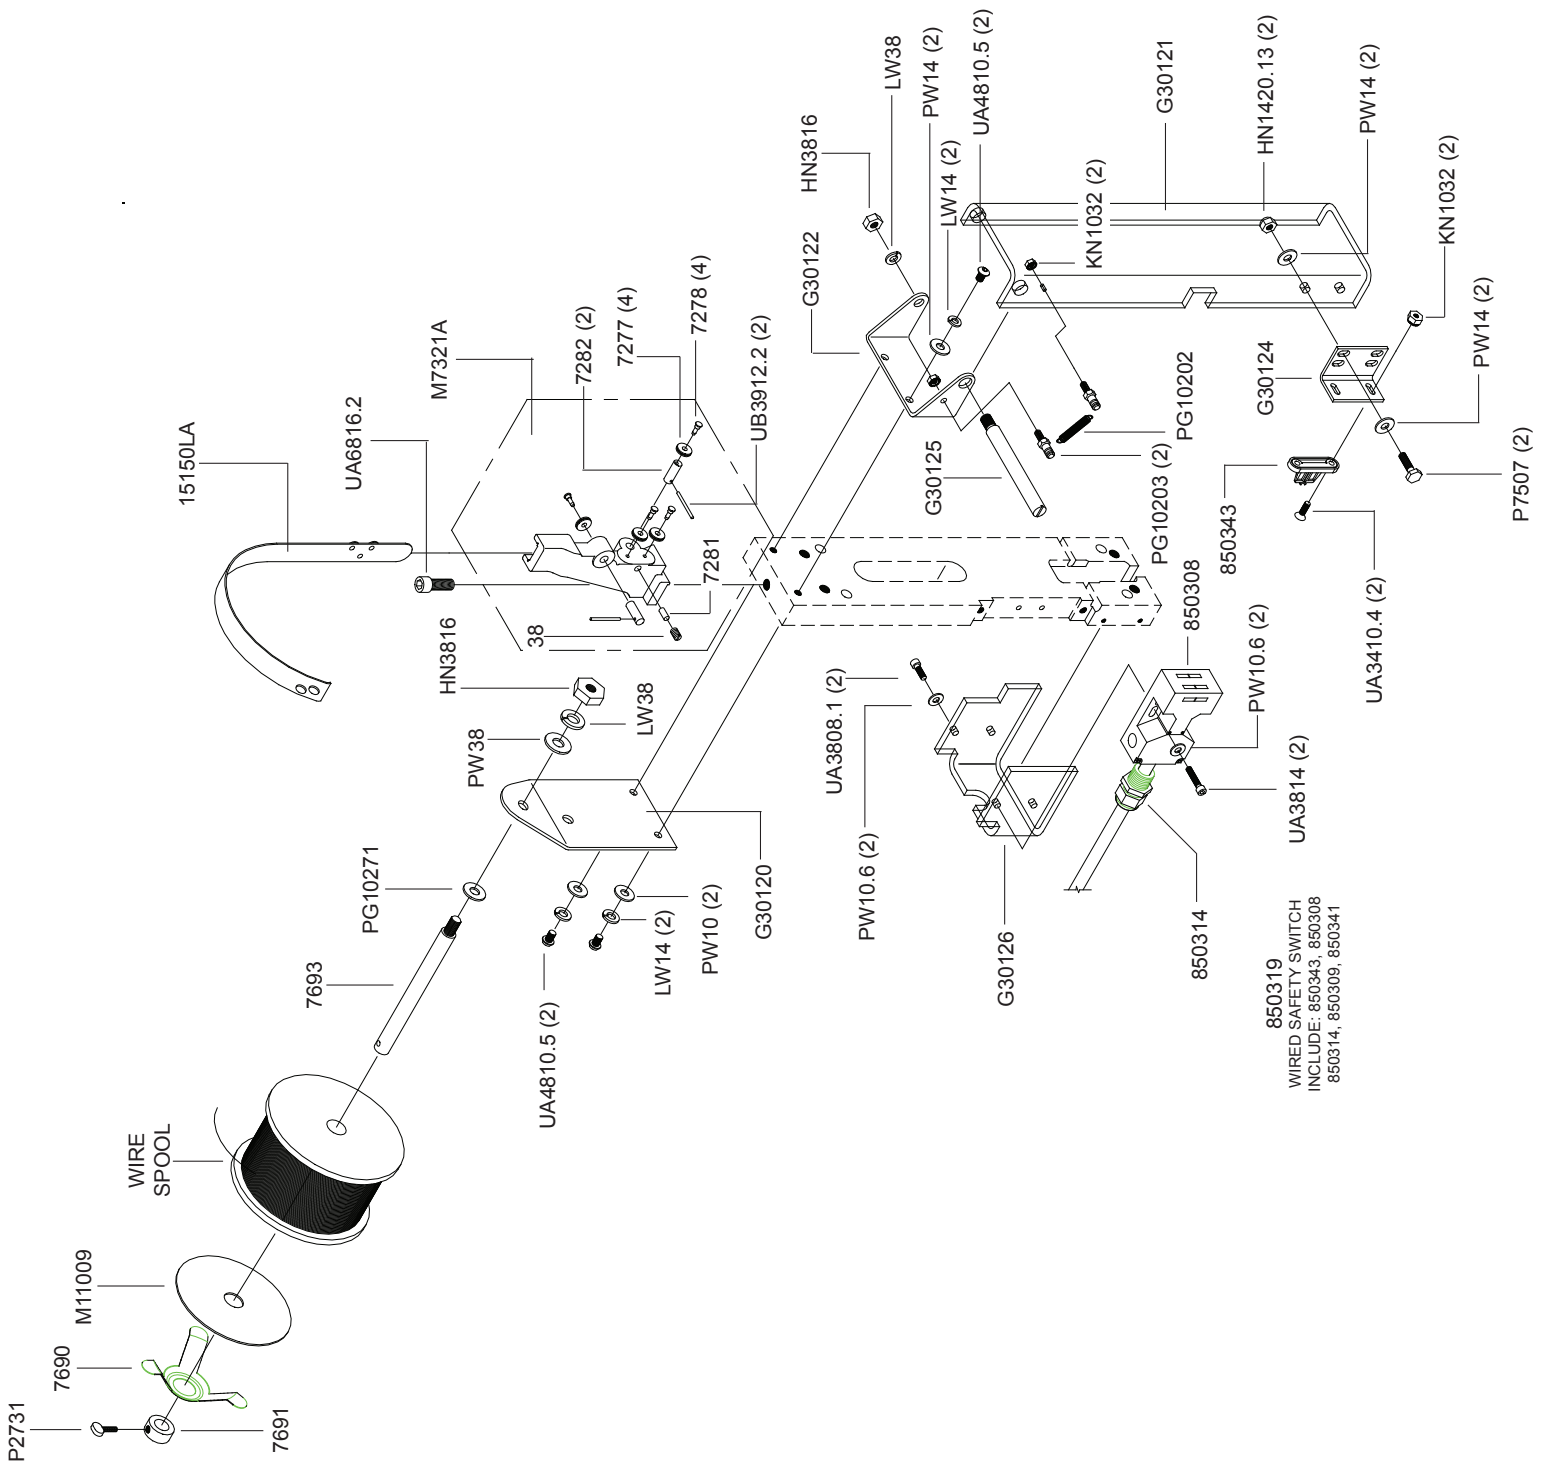 P2731
7690
7691
M11009
WIRE
SPOOL
7693
PG10271
UA4810.5 (2)
LW14 (2)
PW10 (2)
G30120
PW38
LW38
HN3816
15150LA
UA6816.2
M7321A
7282 (2)
7277 (4)
7278 (4)
UB3912.2 (2)
7281
38
G30122
HN3816
LW38
PW14 (2)
LW14 (2)
UA4810.5 (2)
KN1032 (2)
G30121
HN1420.13 (2)
PW14 (2)
KN1032 (2)
PW14 (2)
G30124
P7507 (2)
PG10202
PG10203 (2)
G30125
850343
UA3410.4 (2)
850308
PW10.6 (2)
UA3814 (2)
UA3808.1 (2)
PW10.6 (2)
G30126
850314
850319
WIRED SAFETY SWITCH
INCLUDE: 850343, 850308
850314, 850309, 850341